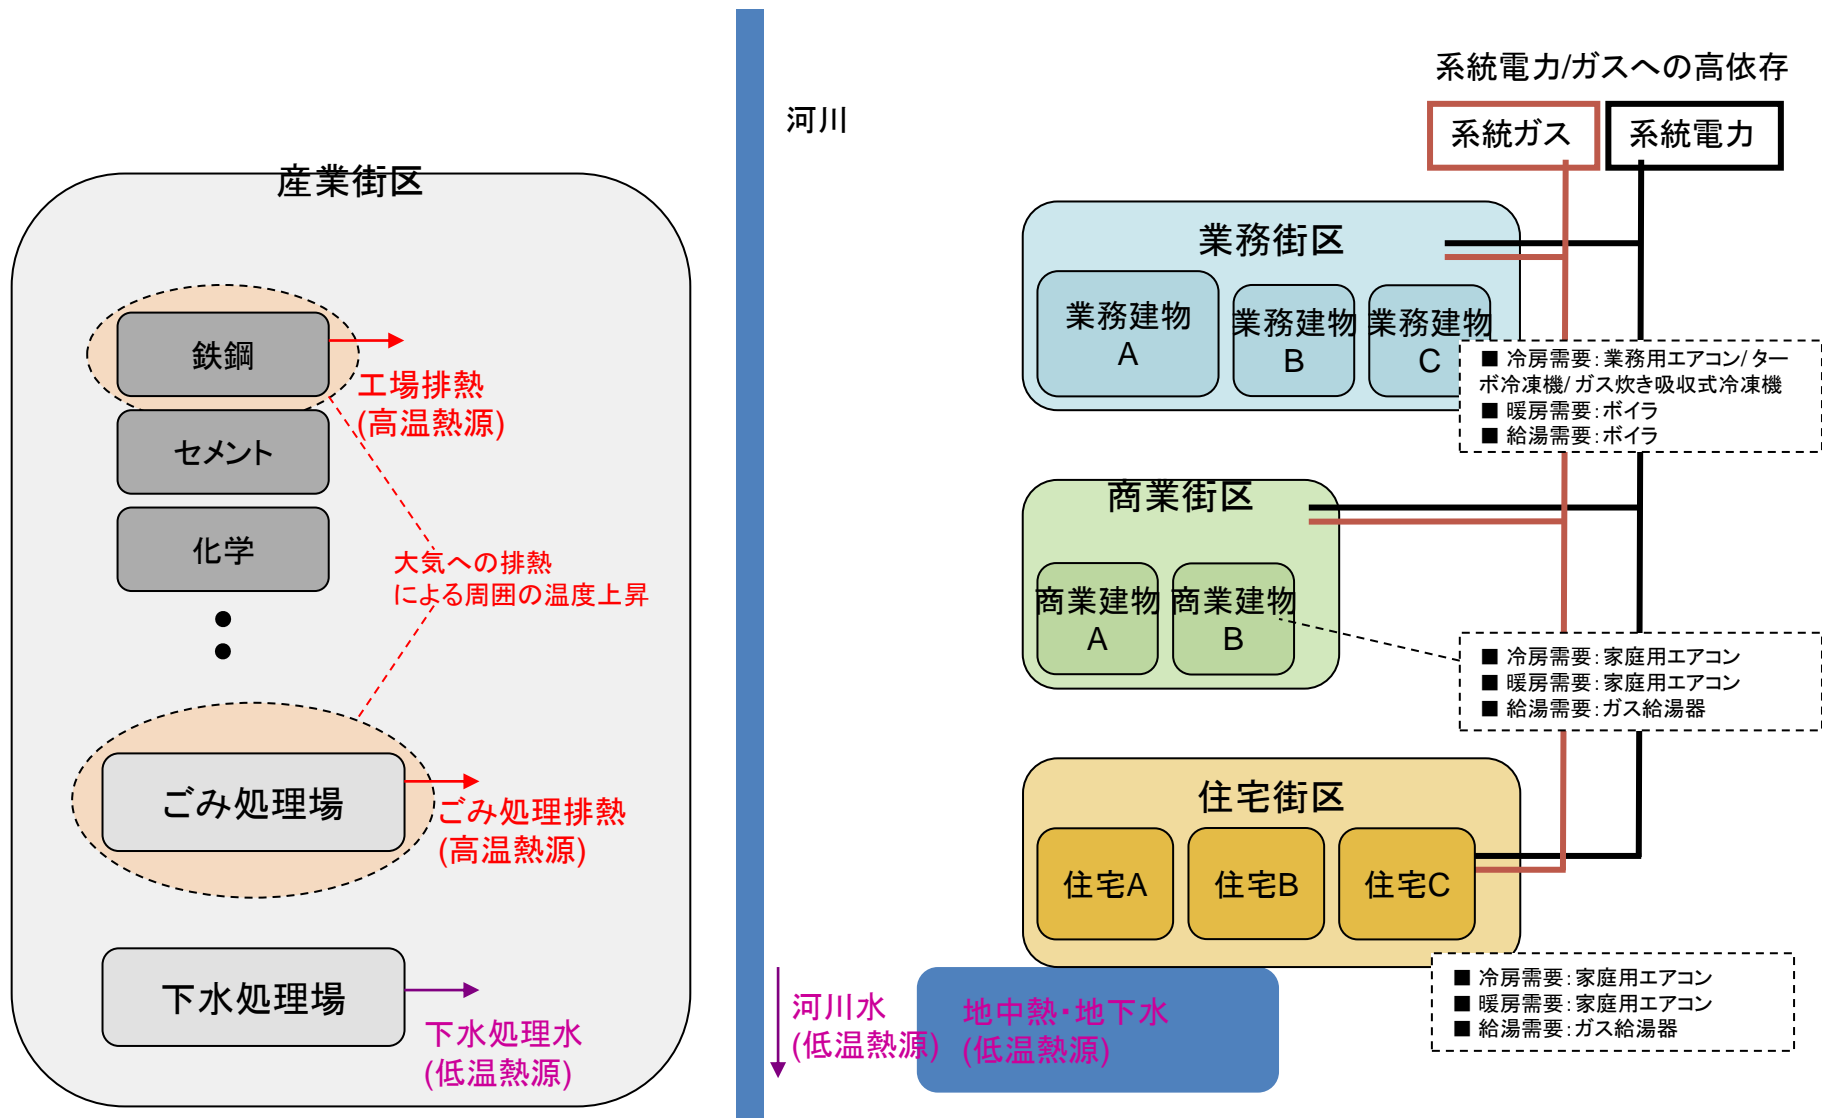 系統電力/ガスへの高依存
系統ガス
系統電力
河川
産業街区
鉄鋼
工場排熱
(高温熱源)
セメント
化学
大気への排熱
による周囲の温度上昇
ごみ処理場
ごみ処理排熱
(高温熱源)
下水処理場
下水処理水
(低温熱源)
河川水
(低温熱源)
地中熱・地下水
(低温熱源)
業務街区
業務建物
A
業務建物
B
業務建物
C
■ 冷房需要：業務用エアコン/ター
ボ冷凍機/ガス炊き吸収式冷凍機
■ 暖房需要：ボイラ
■ 給湯需要：ボイラ
商業街区
商業建物
A
商業建物
B
■ 冷房需要：家庭用エアコン
■ 暖房需要：家庭用エアコン
■ 給湯需要：ガス給湯器
住宅街区
住宅A
住宅B
住宅C
■ 冷房需要：家庭用エアコン
■ 暖房需要：家庭用エアコン
■ 給湯需要：ガス給湯器